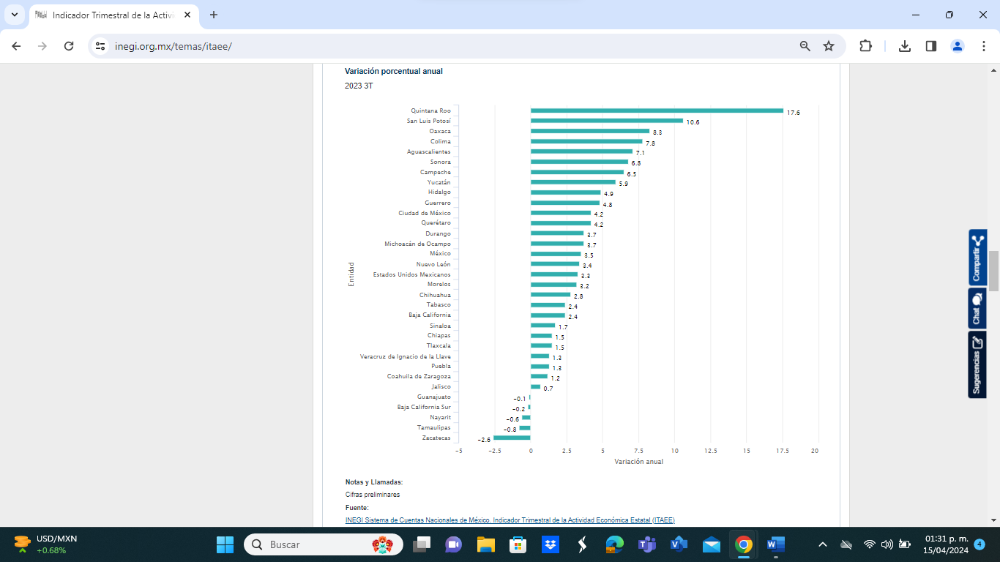 Indicador Trimestral de la Activi
inegi.org.mx/temas/itaee/
Variación porcentual anual
2023 3T
Quintana Roo 17.6
San Luis Potosí 10.6
Oaxaca 8.3
Colima 7.8
Aguascalientes 7.1
Sonora 6.8
Campeche 6.5
Yucatán 5.9
Hidalgo 4.9
Guerrero 4.8
Ciudad de México 4.2
Querétaro 4.2
Durango 3.7
Michoacán de Ocampo 3.7
México 3.5
Nuevo León 3.4
Estados Unidos Mexicanos 3.3
Morelos 3.2
Chihuahua 2.8
Tabasco 2.4
Baja California 2.4
Sinaloa 1.7
Chiapas 1.5
Tlaxcala 1.5
Veracruz de Ignacio de la Llave 1.3
Puebla 1.3
Coahuila de Zaragoza 1.2
Jalisco 0.7
Guanajuato −0.1
Baja California Sur −0.2
Nayarit −0.6
Tamaulipas −0.8
Zacatecas −2.6
Entidad
−5 −2.5 0 2.5 5 7.5 10 12.5 15 17.5 20
Variación anual
Compartir
Chat
Sugerencias
Notas y Llamadas:
Cifras preliminares
Fuente:
INEGI Sistema de Cuentas Nacionales de México. Indicador Trimestral de la Actividad Económica Estatal (ITAEE)
USD/MXN
+0.68%
Buscar
01:31 p. m.
15/04/2024
4